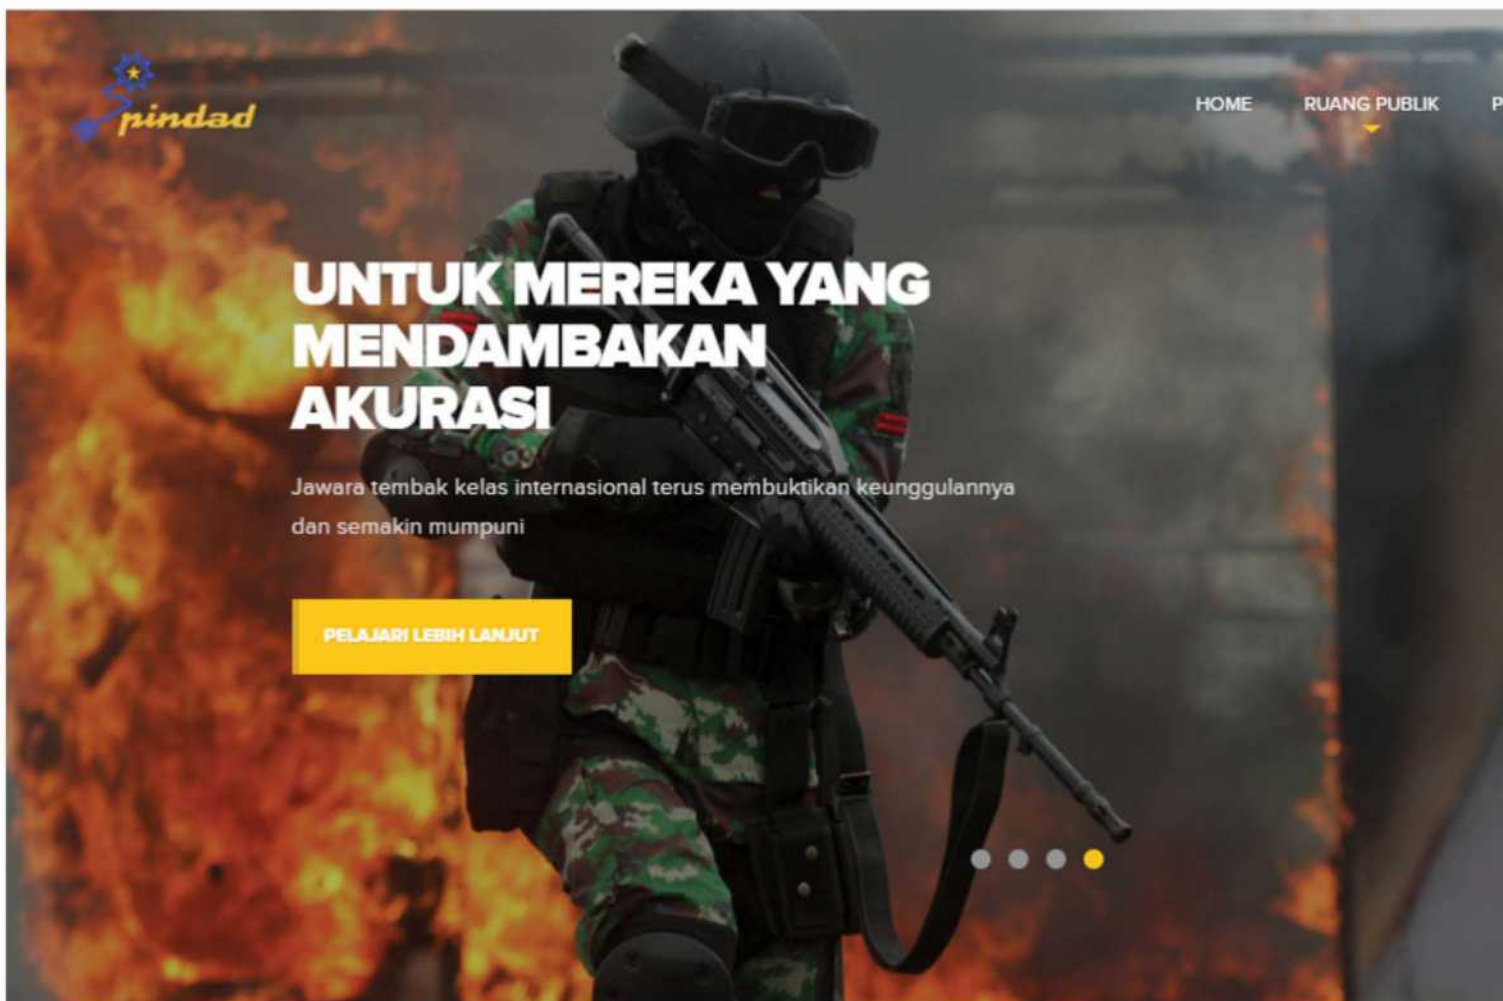 pindad
HOME
RUANG PUBLIK
P
UNTUK MEREKA YANG
MENDAMBAKAN
AKURASI
Jawara tembak kelas internasional terus membuktikan keunggulannya
dan semakin mumpuni
PELAJARI LEBIH LANJUT